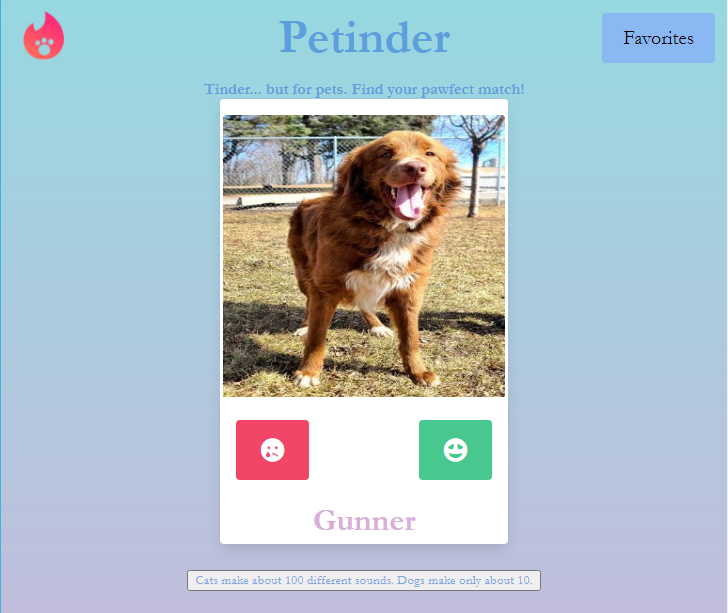 Petinder
Favorites
Tinder... but for pets. Find your pawfect match!
Gunner
Cats make about 100 different sounds. Dogs make only about 10.